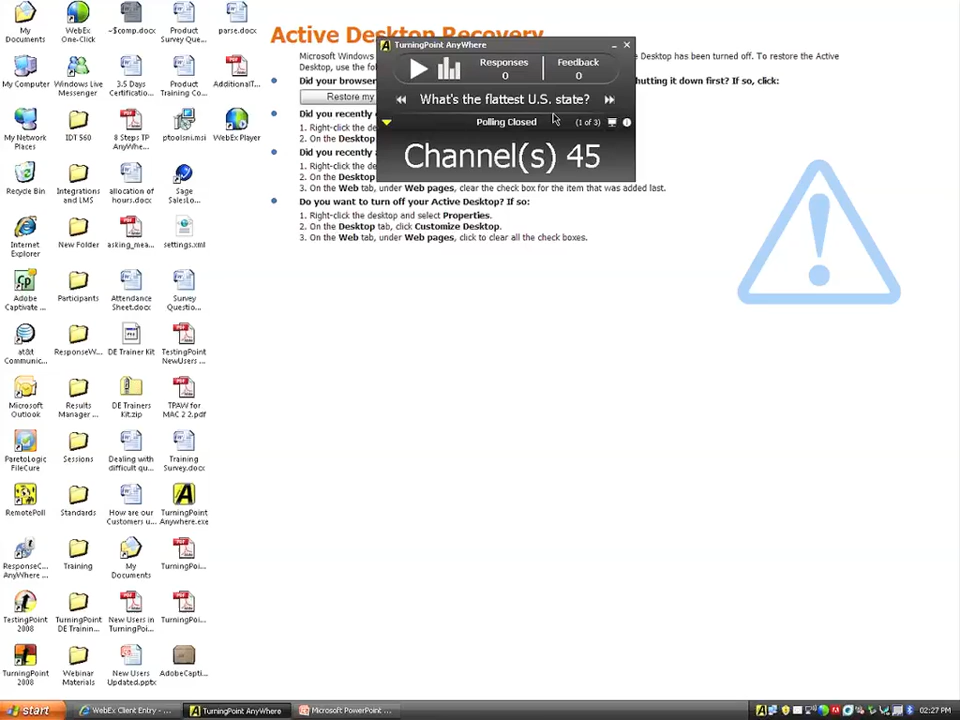 My Documents
WebEx One-Click
~$comp.docx
Product Survey Que...
parse.docx
My Computer
Windows Live Messenger
3.5 Days Certificatio...
Product Training Co...
AdditionalT...
My Network Places
IDT 560
8 Steps TP AnyWhe...
ptoolsni.msi
WebEx Player
Recycle Bin
Integrations and LMS
allocation of hours.docx
Sage SalesLo...
Internet Explorer
New Folder
asking_mea...
settings.xml
Adobe Captivate ...
Participants
Attendance Sheet.docx
Survey Questio...
at&t Communic...
ResponseW...
DE Trainer Kit
TestingPoint NewUsers ...
Microsoft Outlook
Results Manager ...
DE Trainers Kit.zip
TPAW for MAC 2 2.pdf
ParetoLogic FileCure
Sessions
Dealing with difficult qu...
Training Survey.docx
RemotePoll
Standards
How are our Customers u...
TurningPoint Anywhere.exe
ResponseC... AnyWhere ...
Training
My Documents
TurningPoi...
TestingPoint 2008
TurningPoint DE Trainin...
New Users in TurningPo...
TurningPoi...
TurningPoint 2008
Webinar Materials
New Users Updated.pptx
AdobeCapti...
Active Desktop Recovery
Microsoft Windows
Desktop has been turned off. To restore the Active
Desktop, use the fo
Did your browser
hutting it down first? If so, click:
Restore my
Did you recently
1. Right-click the de
2. On the Desktop
Did you recently
1. Right-click the de
2. On the Desktop
3. On the Web tab, under Web pages, clear the check box for the item that was added last.
Do you want to turn off your Active Desktop? If so:
1. Right-click the desktop and select Properties.
2. On the Desktop tab, click Customize Desktop.
3. On the Web tab, under Web pages, click to clear all the check boxes.
TurningPoint AnyWhere
Responses
0
Feedback
0
What's the flattest U.S. state?
Polling Closed
(1 of 3)
Channel(s) 45
start
WebEx Client Entry - ...
TurningPoint AnyWhere
Microsoft PowerPoint ...
02:27 PM